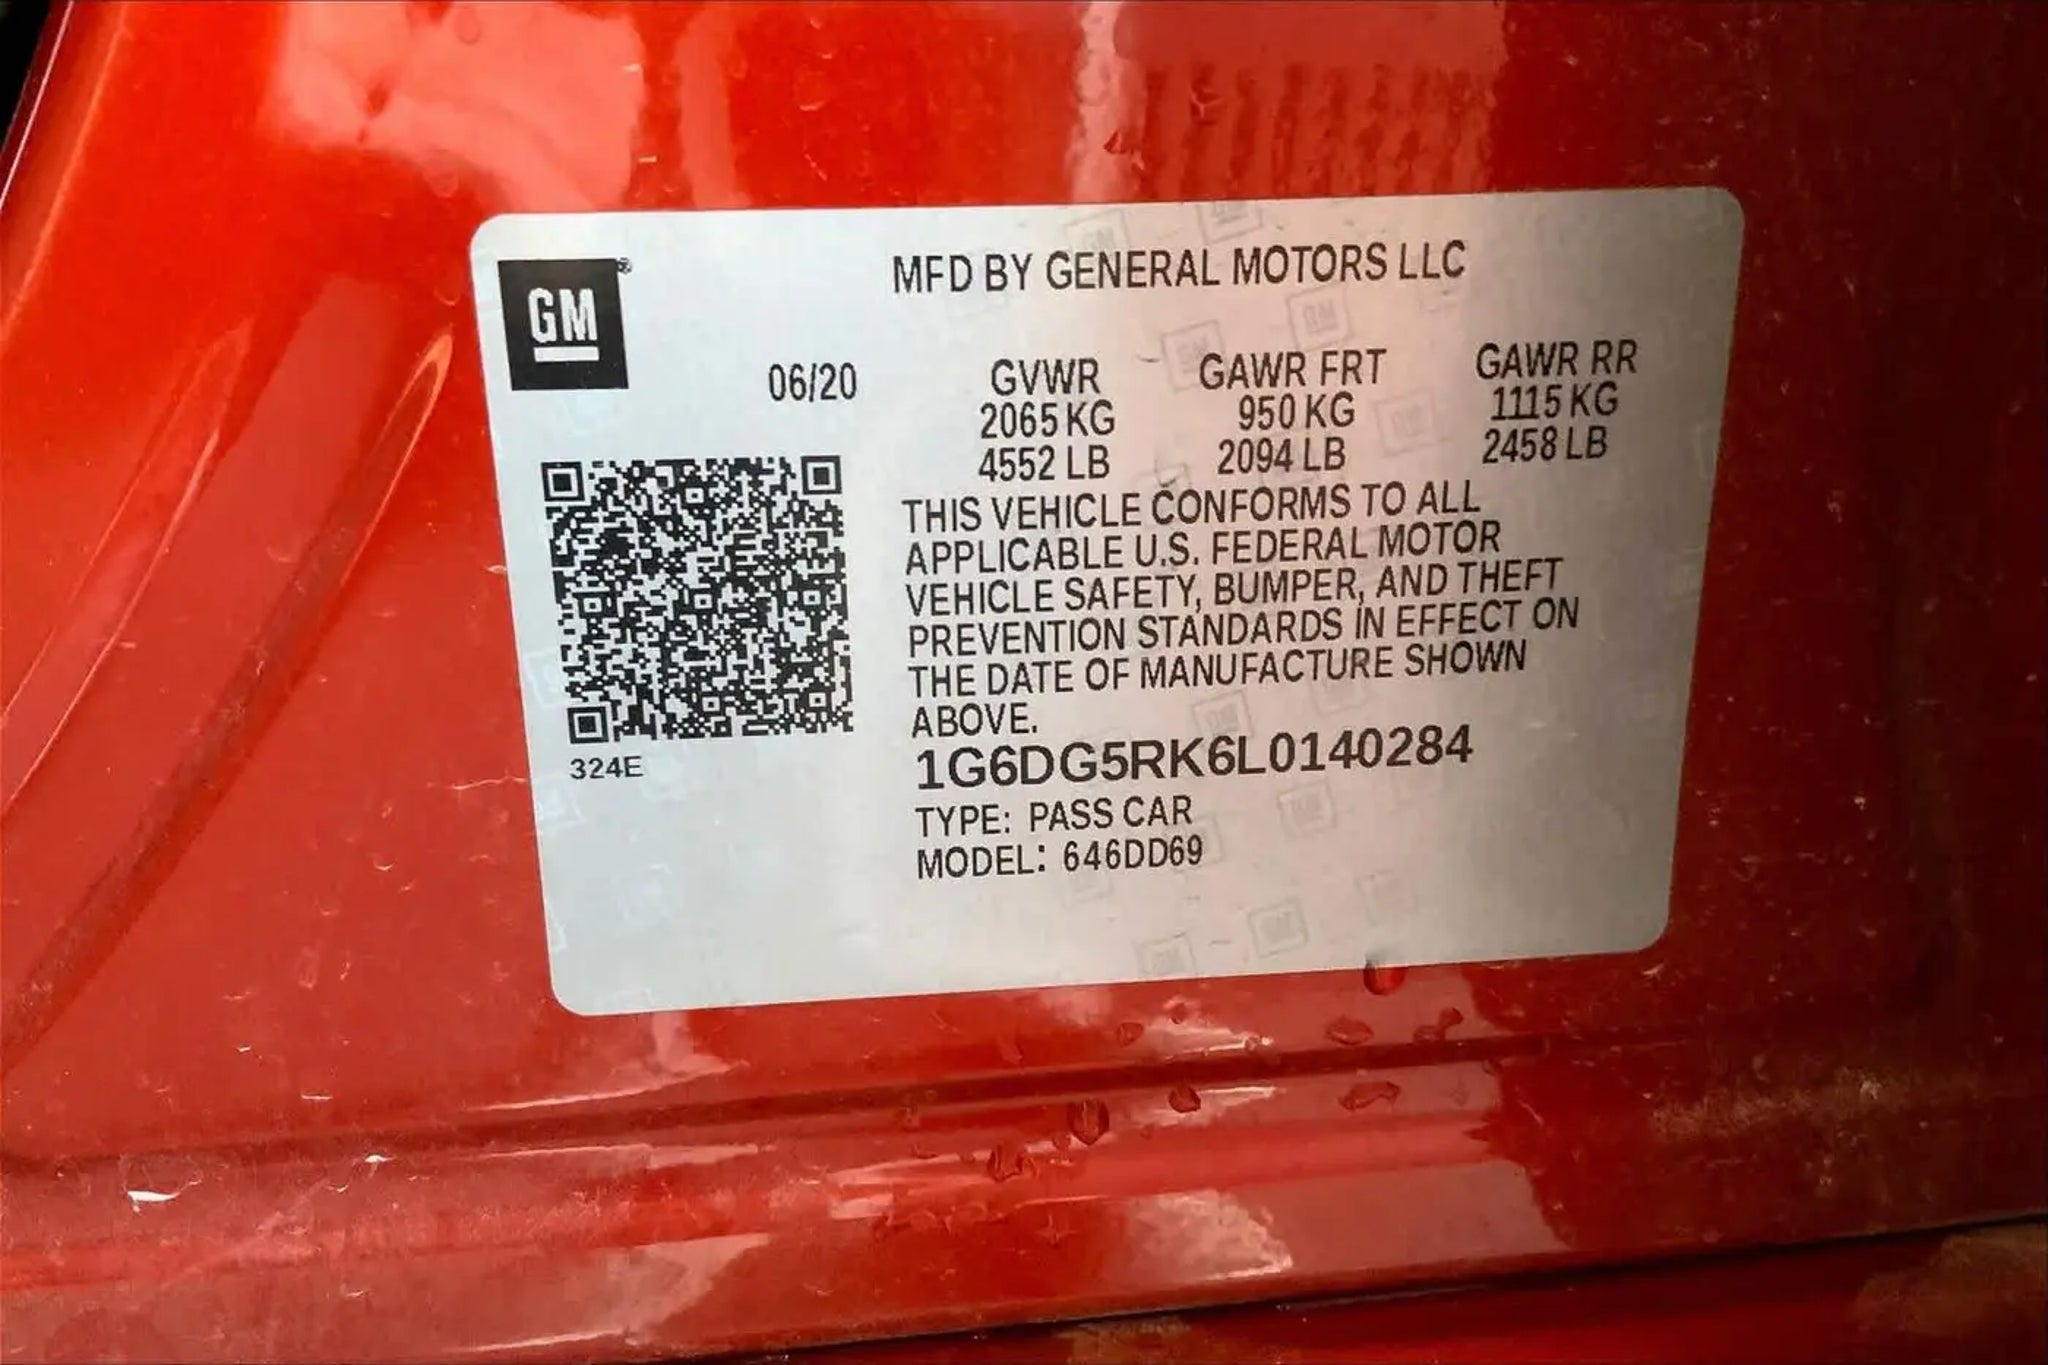 GM®
MFD BY GENERAL MOTORS LLC
06/20
GVWR GAWR FRT GAWR RR
2065 KG 950 KG 1115 KG
4552 LB 2094 LB 2458 LB
THIS VEHICLE CONFORMS TO ALL
APPLICABLE U.S. FEDERAL MOTOR
VEHICLE SAFETY, BUMPER, AND THEFT
PREVENTION STANDARDS IN EFFECT ON
THE DATE OF MANUFACTURE SHOWN
ABOVE.
324E
1G6DG5RK6L0140284
TYPE: PASS CAR
MODEL: 646DD69